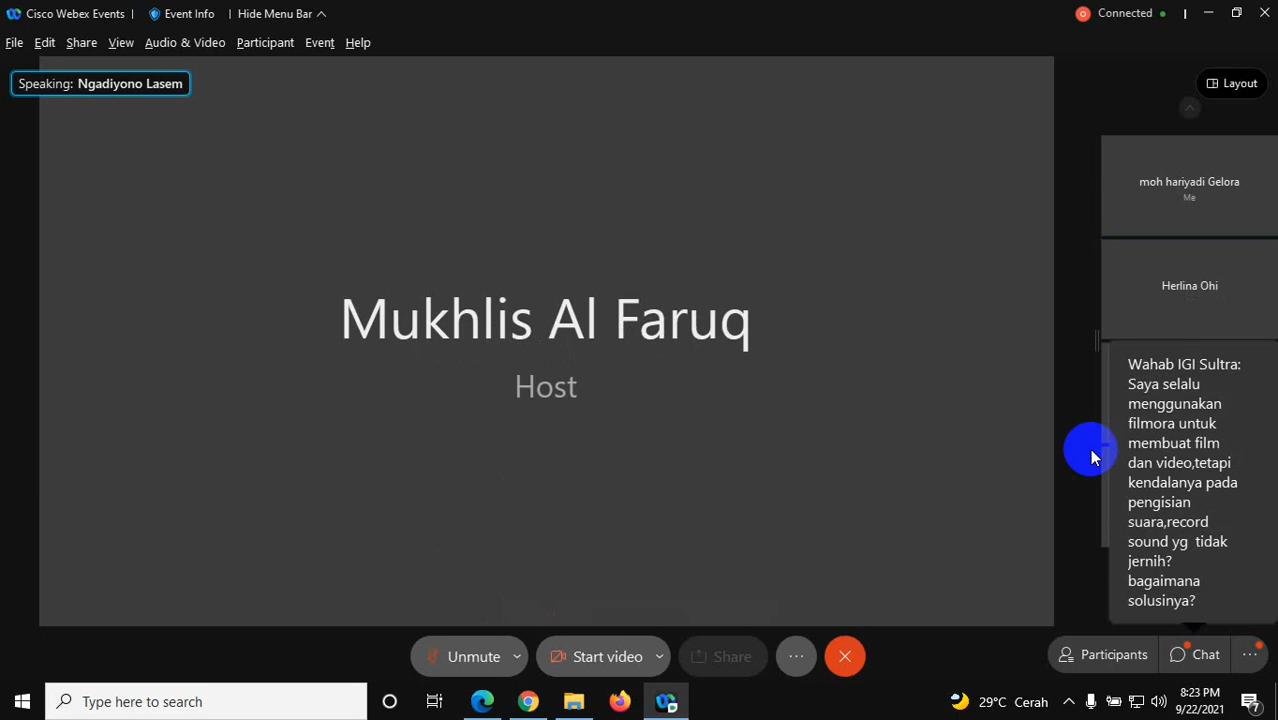 Cisco Webex Events Event Info Hide Menu Bar Connected
File Edit Share View Audio & Video Participant Event Help
Speaking: Ngadiyono Lasem
Layout
moh hariyadi Gelora
Me
Herlina Ohi
Mukhlis Al Faruq
Host
Wahab IGI Sultra:
Saya selalu
menggunakan
filmora untuk
membuat film
dan video,tetapi
kendalanya pada
pengisian
suara,record
sound yg tidak
jernih?
bagaimana
solusinya?
Unmute Start video Share Participants Chat
Type here to search
29°C Cerah
8:23 PM
9/22/2021
7